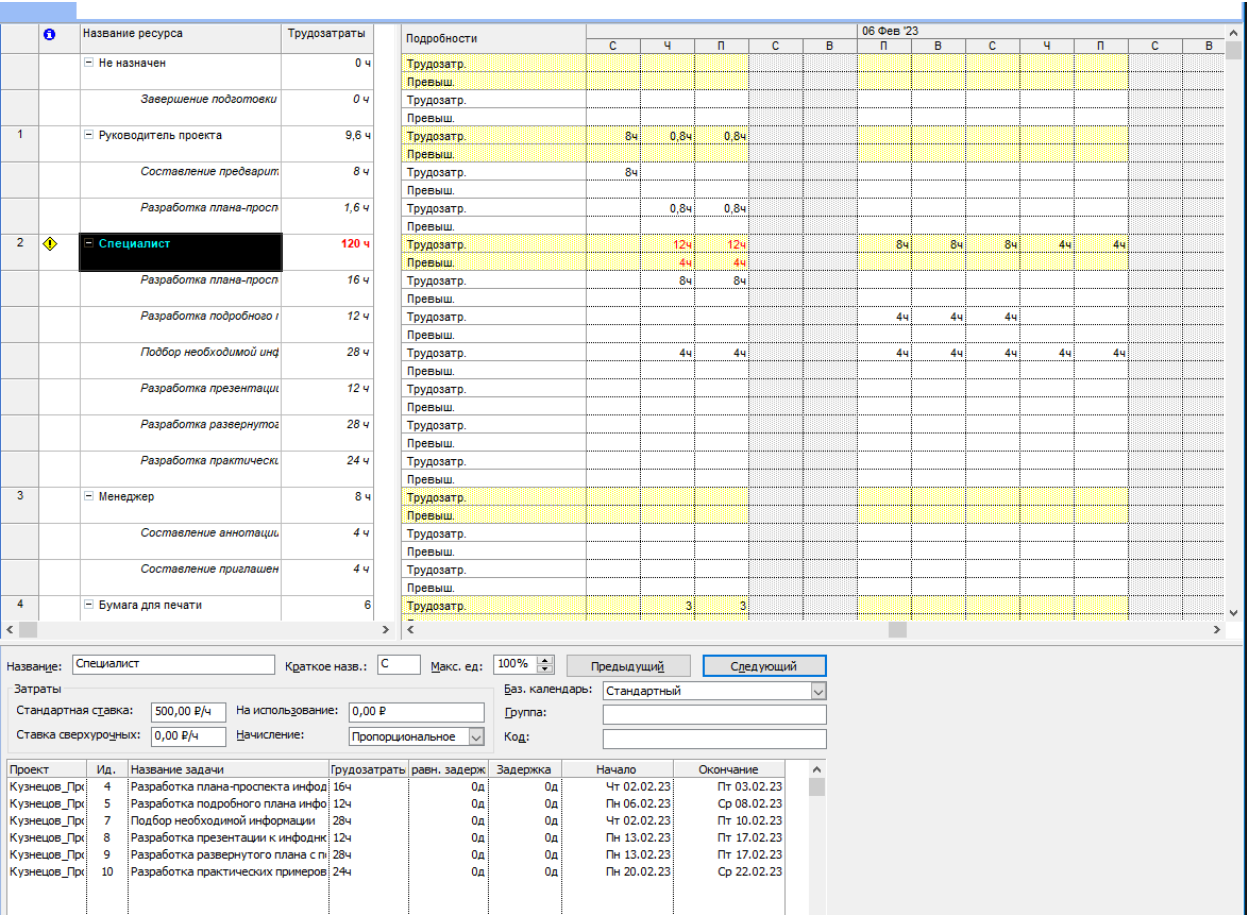 Название ресурса Трудозатраты Подробности 06 Фев '23
С Ч П С В П В С Ч П С В
Не назначен 0 ч Трудозатр.
Превыш.
Завершение подготовки 0 ч Трудозатр.
Превыш.
1 Руководитель проекта 9,6 ч Трудозатр. 8ч 0,8ч 0,8ч
Превыш.
Составление предварит 8 ч Трудозатр. 8ч
Превыш.
Разработка плана-просп 1,6 ч Трудозатр. 0,8ч 0,8ч
Превыш.
2 Специалист 120 ч Трудозатр. 12ч 12ч 8ч 8ч 8ч 4ч 4ч
Превыш. 4ч 4ч
Разработка плана-просп 16 ч Трудозатр. 8ч 8ч
Превыш.
Разработка подробного п 12 ч Трудозатр. 4ч 4ч 4ч
Превыш.
Подбор необходимой инф 28 ч Трудозатр. 4ч 4ч 4ч 4ч 4ч 4ч 4ч
Превыш.
Разработка презентаци 12 ч Трудозатр.
Превыш.
Разработка развернутог 28 ч Трудозатр.
Превыш.
Разработка практически 24 ч Трудозатр.
Превыш.
3 Менеджер 8 ч Трудозатр.
Превыш.
Составление аннотации 4 ч Трудозатр.
Превыш.
Составление приглашен 4 ч Трудозатр.
Превыш.
4 Бумага для печати 6 Трудозатр. 3 3
Название: Специалист Краткое назв.: С Макс. ед: 100% Предыдущий Следующий
Затраты Баз. календарь: Стандартный
Стандартная ставка: 500,00 ₽/ч На использование: 0,00 ₽ Группа:
Ставка сверхурочных: 0,00 ₽/ч Начисление: Пропорциональное Код:
Проект Ид. Название задачи Трудозатраты равн. задерж Задержка Начало Окончание
Кузнецов_Про 4 Разработка плана-проспекта инфод 16ч 0д 0д Чт 02.02.23 Пт 03.02.23
Кузнецов_Про 5 Разработка подробного плана инфо 12ч 0д 0д Пн 06.02.23 Ср 08.02.23
Кузнецов_Про 7 Подбор необходимой информации 28ч 0д 0д Чт 02.02.23 Пт 10.02.23
Кузнецов_Про 8 Разработка презентации к инфодню 12ч 0д 0д Пн 13.02.23 Пт 17.02.23
Кузнецов_Про 9 Разработка развернутого плана с п 28ч 0д 0д Пн 13.02.23 Пт 17.02.23
Кузнецов_Про 10 Разработка практических примеров 24ч 0д 0д Пн 20.02.23 Ср 22.02.23